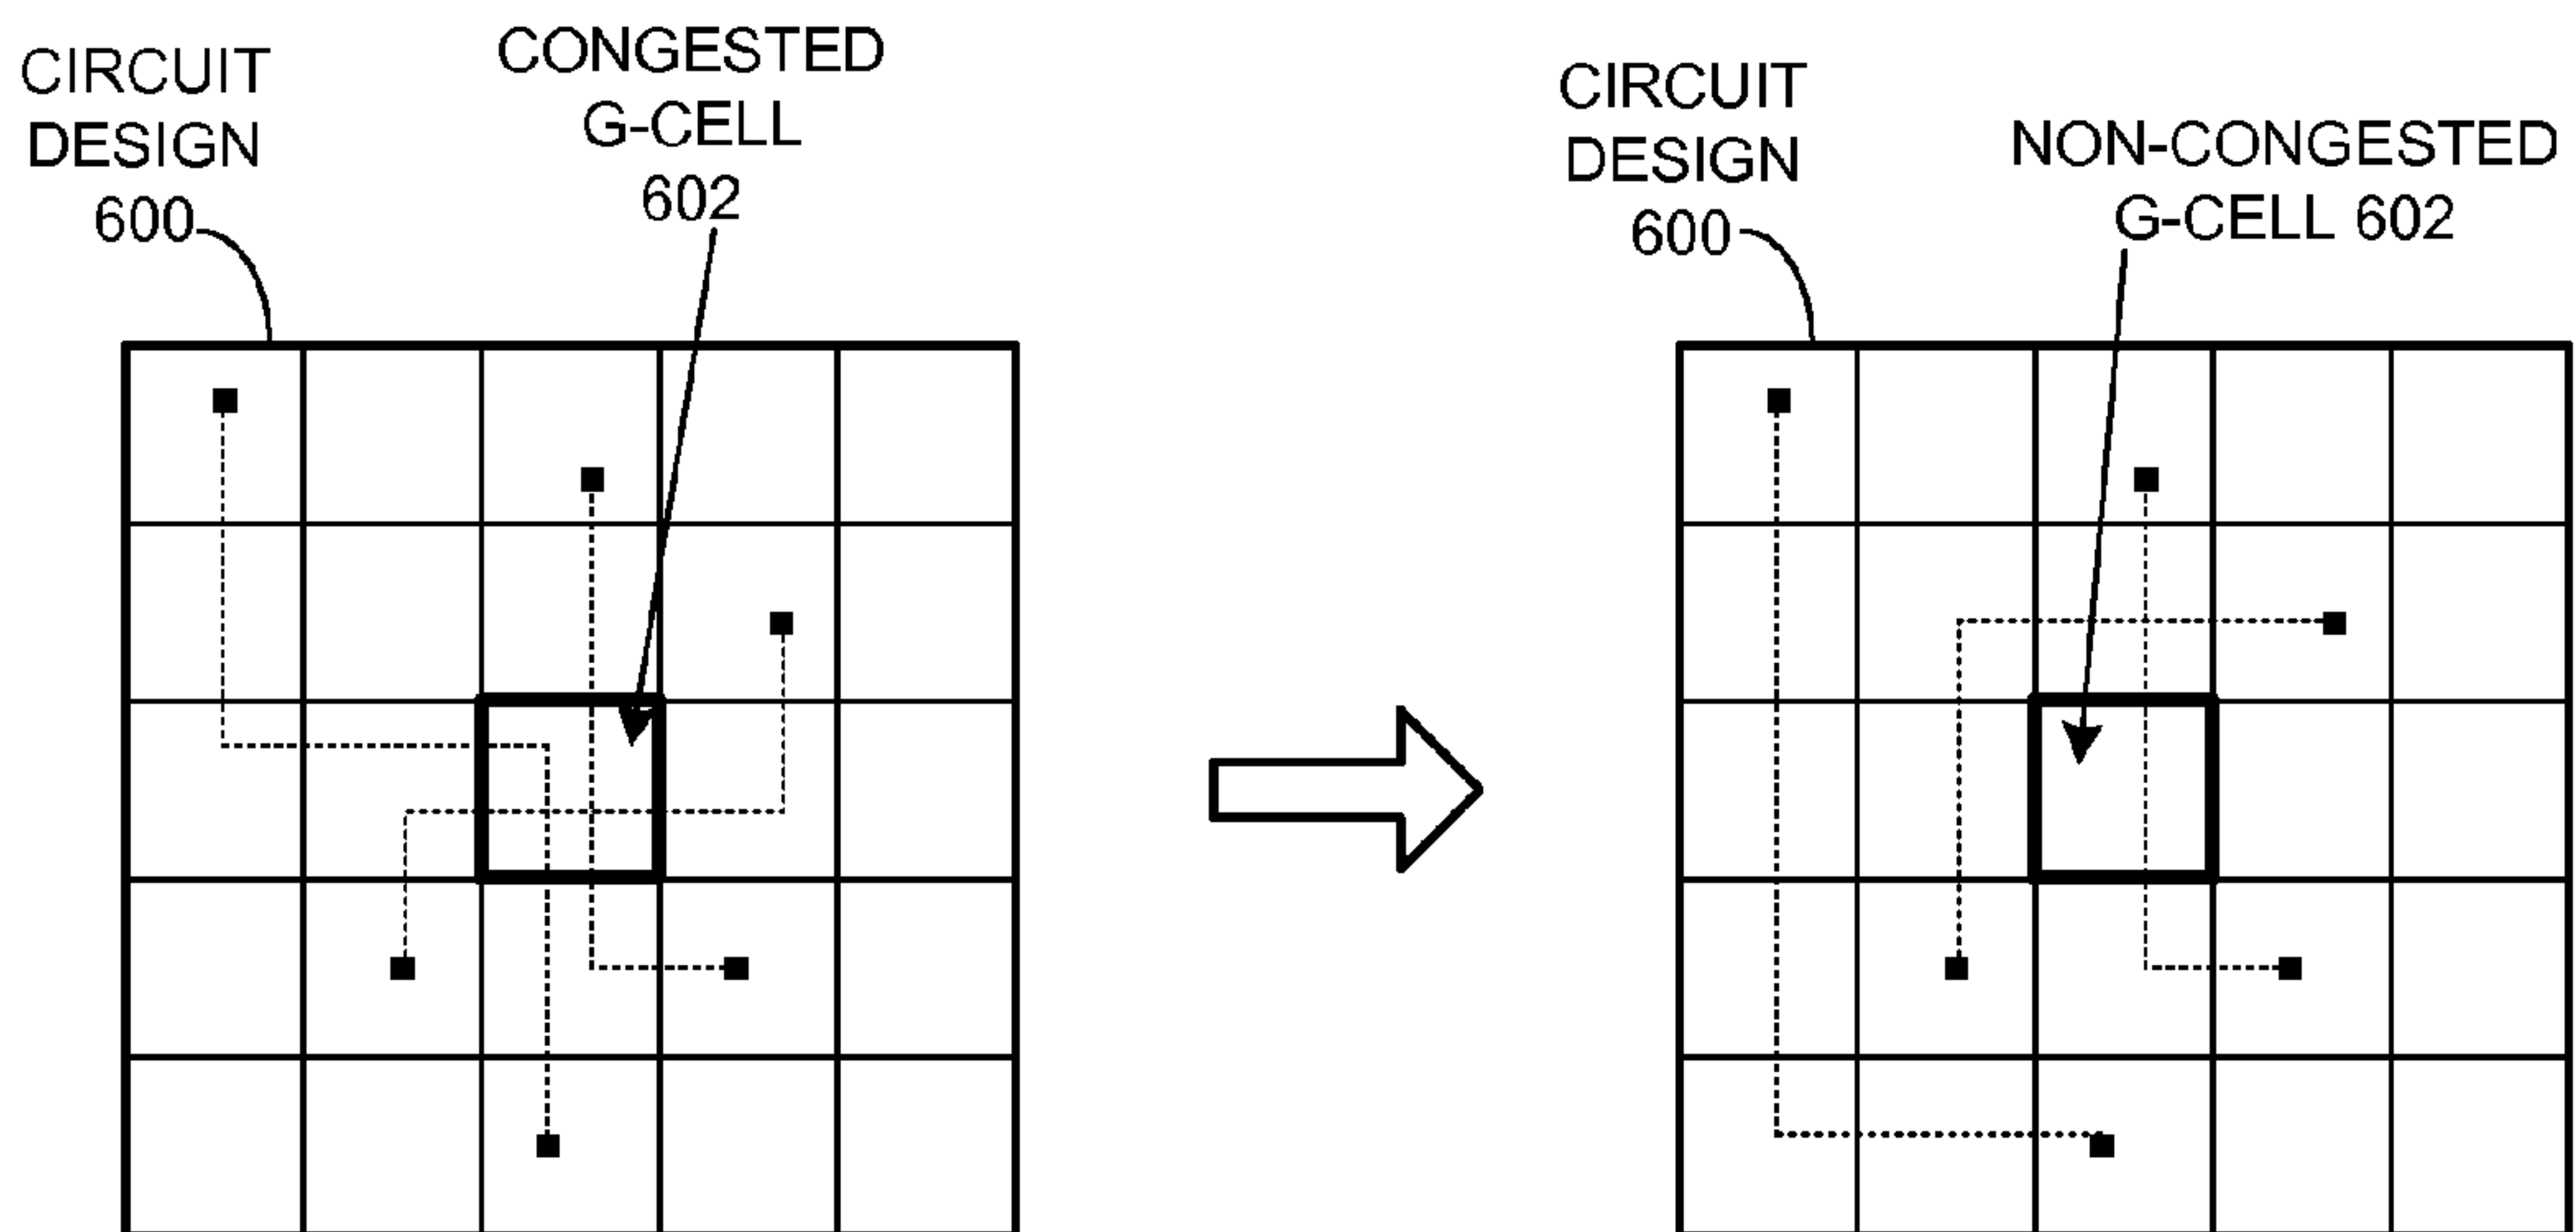 CIRCUIT
DESIGN
600
CONGESTED
G-CELL
602
CIRCUIT
DESIGN
600
NON-CONGESTED
G-CELL 602